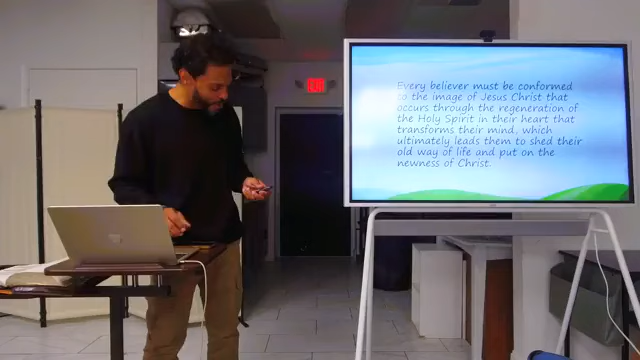 EXIT
Every believer must be conformed
to the image of Jesus Christ that
occurs through the regeneration of
the Holy Spirit in their heart that
transforms their mind, which
ultimately leads them to shed their
old way of life and put on the
newness of Christ.